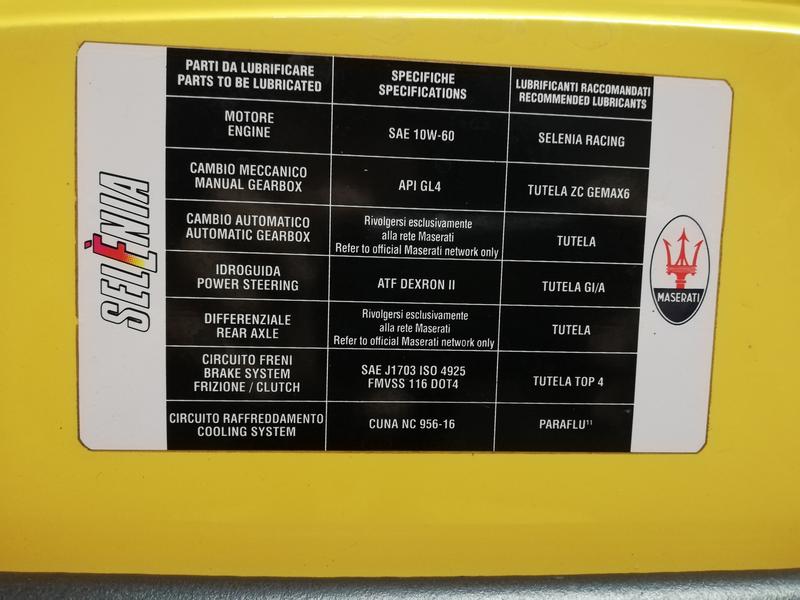 SELÈNIA
PARTI DA LUBRIFICARE
PARTS TO BE LUBRICATED
SPECIFICHE
SPECIFICATIONS
LUBRIFICANTI RACCOMANDATI
RECOMMENDED LUBRICANTS
MOTORE
ENGINE
SAE 10W-60
SELENIA RACING
CAMBIO MECCANICO
MANUAL GEARBOX
API GL4
TUTELA ZC GEMAX6
CAMBIO AUTOMATICO
AUTOMATIC GEARBOX
Rivolgersi esclusivamente
alla rete Maserati
Refer to official Maserati network only
TUTELA
IDROGUIDA
POWER STEERING
ATF DEXRON II
TUTELA GI/A
DIFFERENZIALE
REAR AXLE
Rivolgersi esclusivamente
alla rete Maserati
Refer to official Maserati network only
TUTELA
CIRCUITO FRENI
BRAKE SYSTEM
FRIZIONE / CLUTCH
SAE J1703 ISO 4925
FMVSS 116 DOT4
TUTELA TOP 4
CIRCUITO RAFFREDDAMENTO
COOLING SYSTEM
CUNA NC 956-16
PARAFLU¹¹
MASERATI